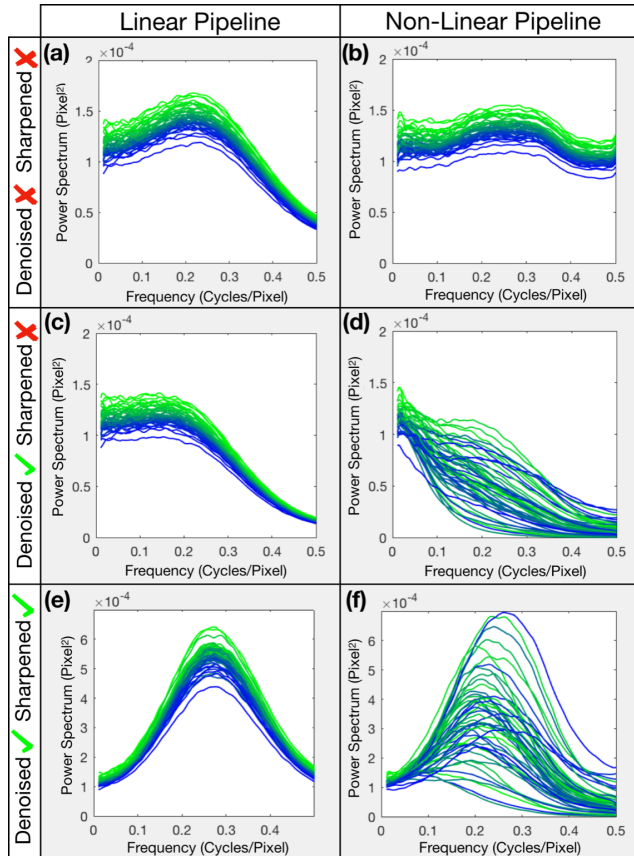 Linear Pipeline Non-Linear Pipeline
Denoised ✗ Sharpened ✗
(a) (b)
×10⁻⁴ ×10⁻⁴
2 2
1.5 1.5
1 1
0.5 0.5
0 0
0 0.1 0.2 0.3 0.4 0.5 0 0.1 0.2 0.3 0.4 0.5
Power Spectrum (Pixel²) Power Spectrum (Pixel²)
Frequency (Cycles/Pixel) Frequency (Cycles/Pixel)
Denoised ✓ Sharpened ✗
(c) (d)
×10⁻⁴ ×10⁻⁴
2 2
1.5 1.5
1 1
0.5 0.5
0 0
0 0.1 0.2 0.3 0.4 0.5 0 0.1 0.2 0.3 0.4 0.5
Power Spectrum (Pixel²) Power Spectrum (Pixel²)
Frequency (Cycles/Pixel) Frequency (Cycles/Pixel)
Denoised ✓ Sharpened ✓
(e) (f)
×10⁻⁴ ×10⁻⁴
7
6 6
5 5
4 4
3 3
2 2
1 1
0 0
0 0.1 0.2 0.3 0.4 0.5 0 0.1 0.2 0.3 0.4 0.5
Power Spectrum (Pixel²) Power Spectrum (Pixel²)
Frequency (Cycles/Pixel) Frequency (Cycles/Pixel)